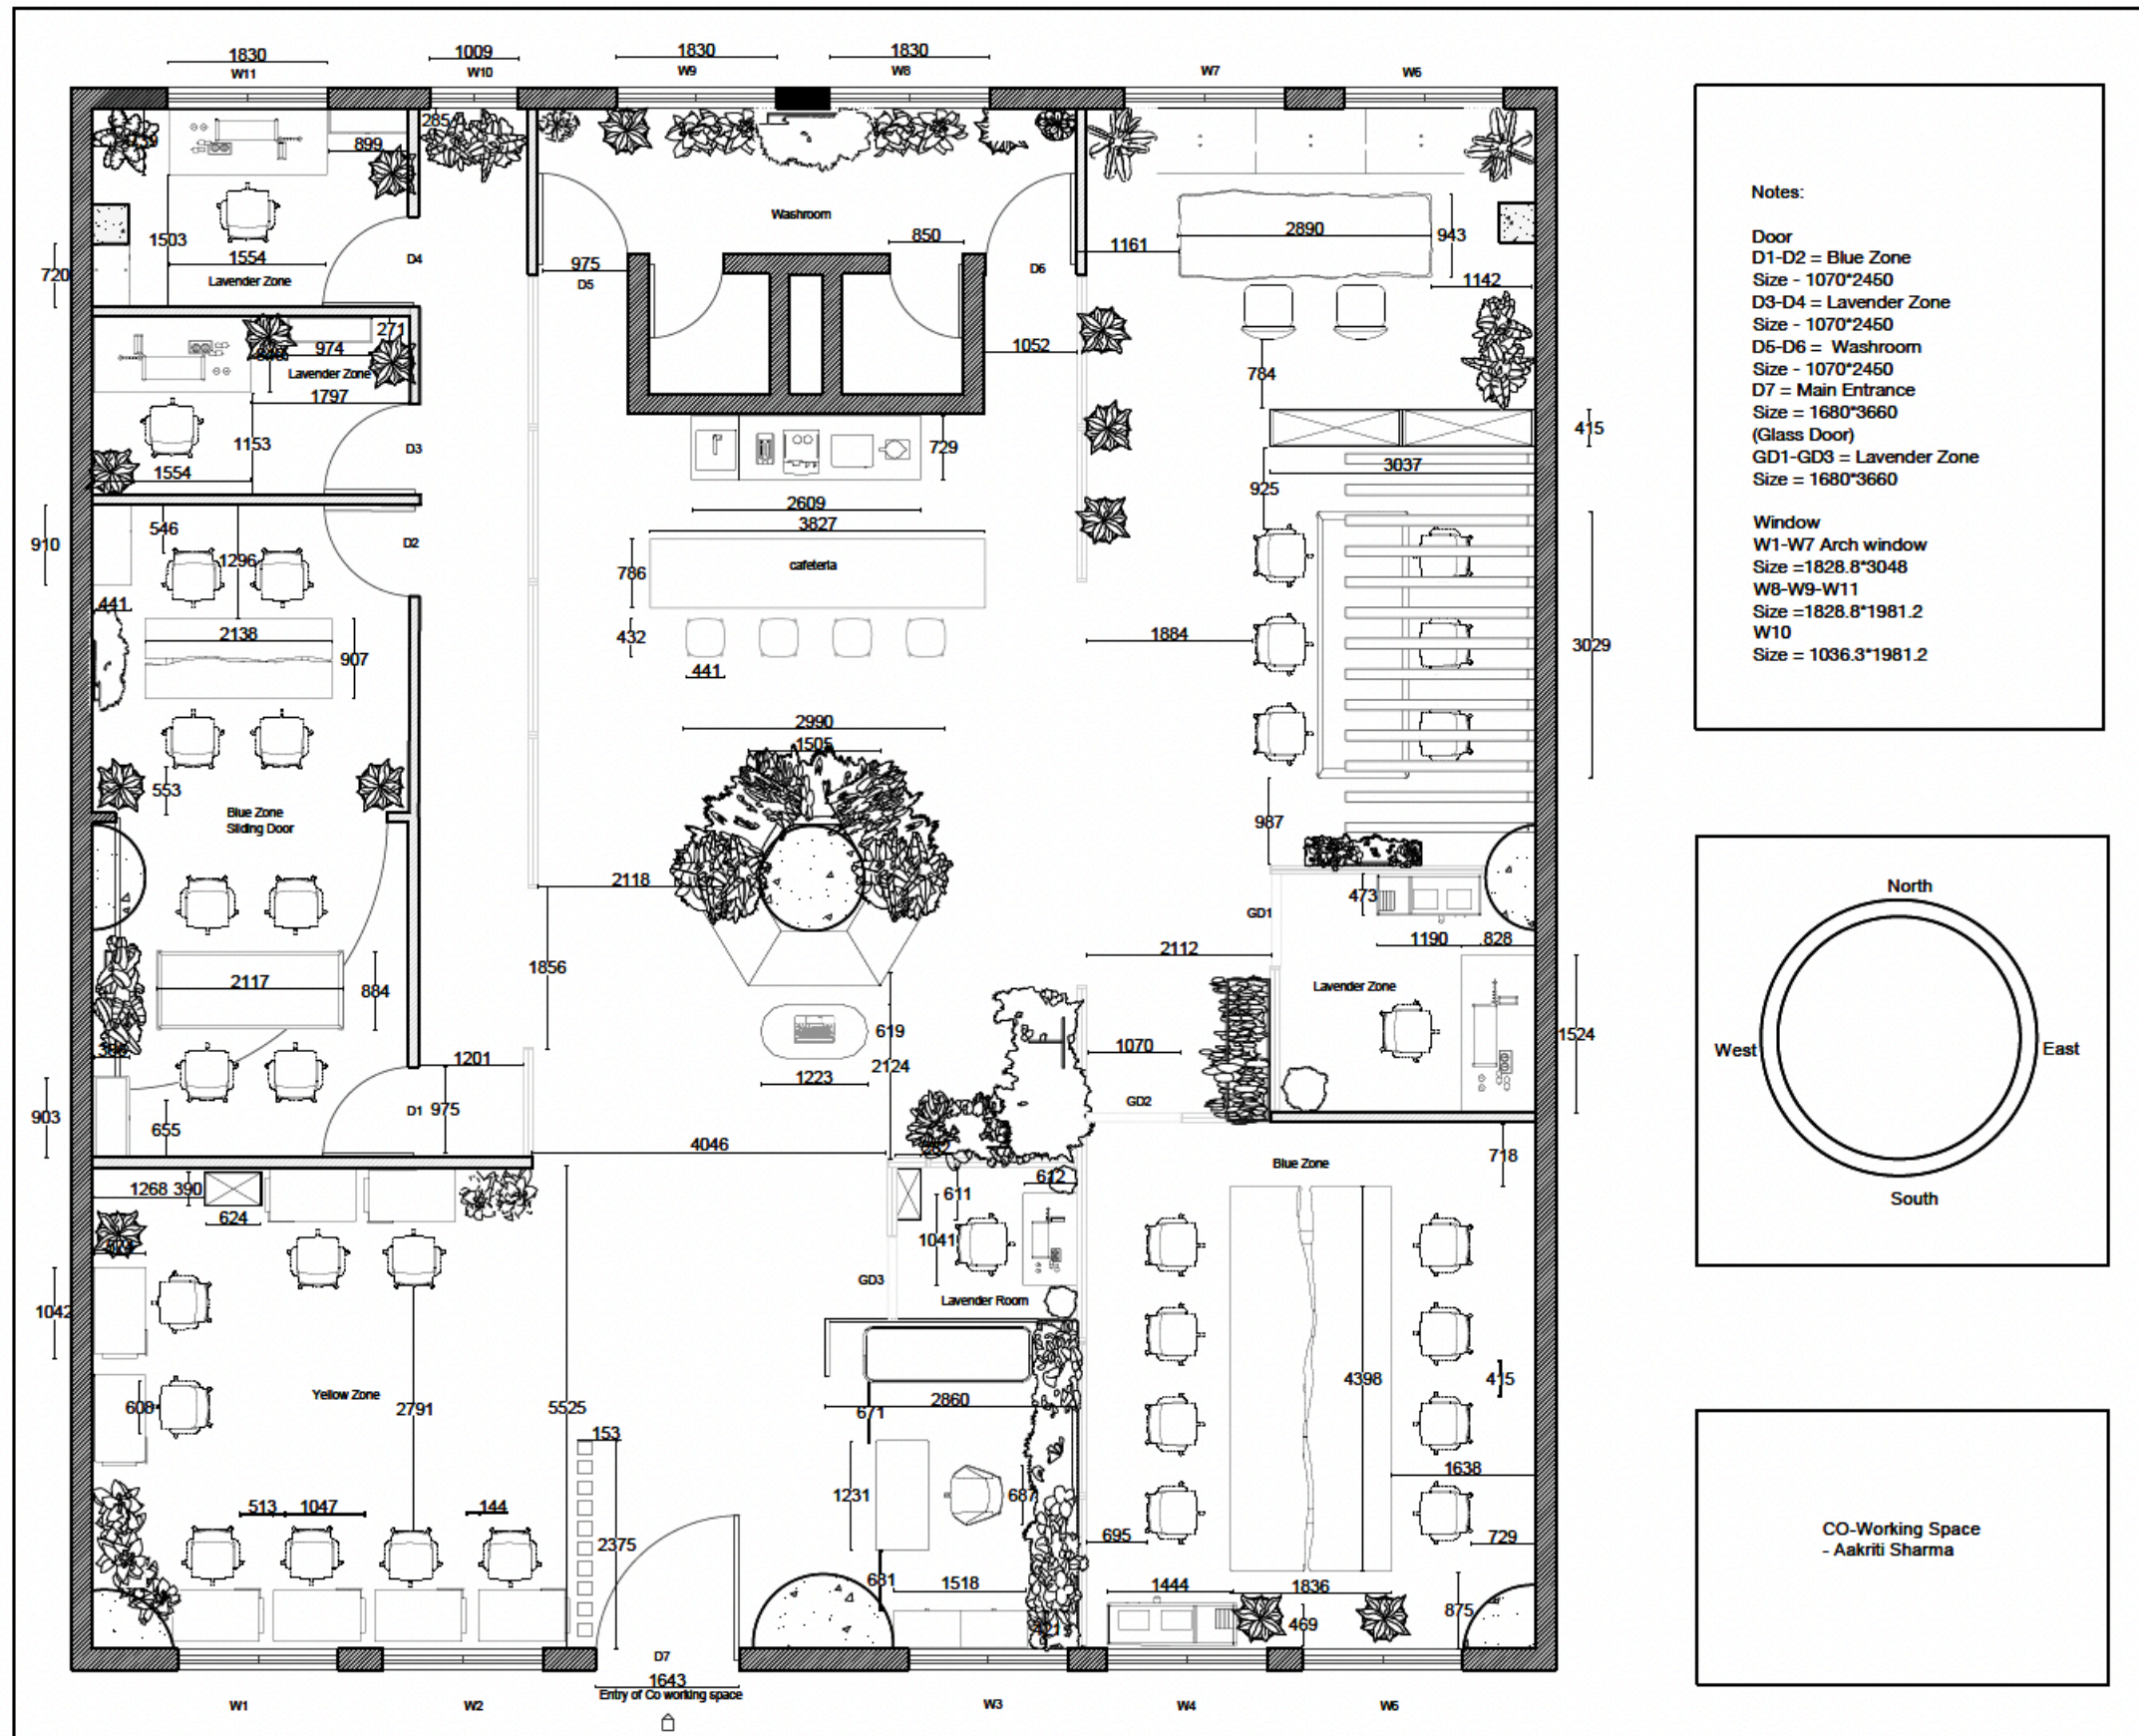 1830
1009
1830
1830
W11
W10
W9
W8
W7
W6
285
899
1503
1554
Lavender Zone
720
D4
Washroom
850
975
D5
D6
1161
2890
943
1142
271
974
Lavender Zone
1797
1052
784
1153
D3
1554
729
415
3037
925
2609
3827
910
546
1296
D2
cafeteria
786
441
2138
907
432
441
1884
3029
2990
1505
553
Blue Zone
Sliding Door
987
2118
473
GD1
1190
828
2112
1856
2117
884
Lavender Zone
619
2124
1524
1070
1201
1223
GD2
903
D1
975
655
4046
Blue Zone
718
1268
390
611
612
624
1041
GD3
1042
Lavender Room
4398
415
Yellow Zone
608
2791
5525
2860
671
153
1638
513
1047
144
1231
687
2375
695
729
631
1518
1444
1836
469
875
D7
1643
Entry of Co working space
W1
W2
W3
W4
W5
Notes:
Door
D1-D2 = Blue Zone
Size - 1070*2450
D3-D4 = Lavender Zone
Size - 1070*2450
D5-D6 = Washroom
Size - 1070*2450
D7 = Main Entrance
Size = 1680*3660
(Glass Door)
GD1-GD3 = Lavender Zone
Size = 1680*3660
Window
W1-W7 Arch window
Size =1828.8*3048
W8-W9-W11
Size =1828.8*1981.2
W10
Size = 1036.3*1981.2
North
West
East
South
CO-Working Space
- Aakriti Sharma